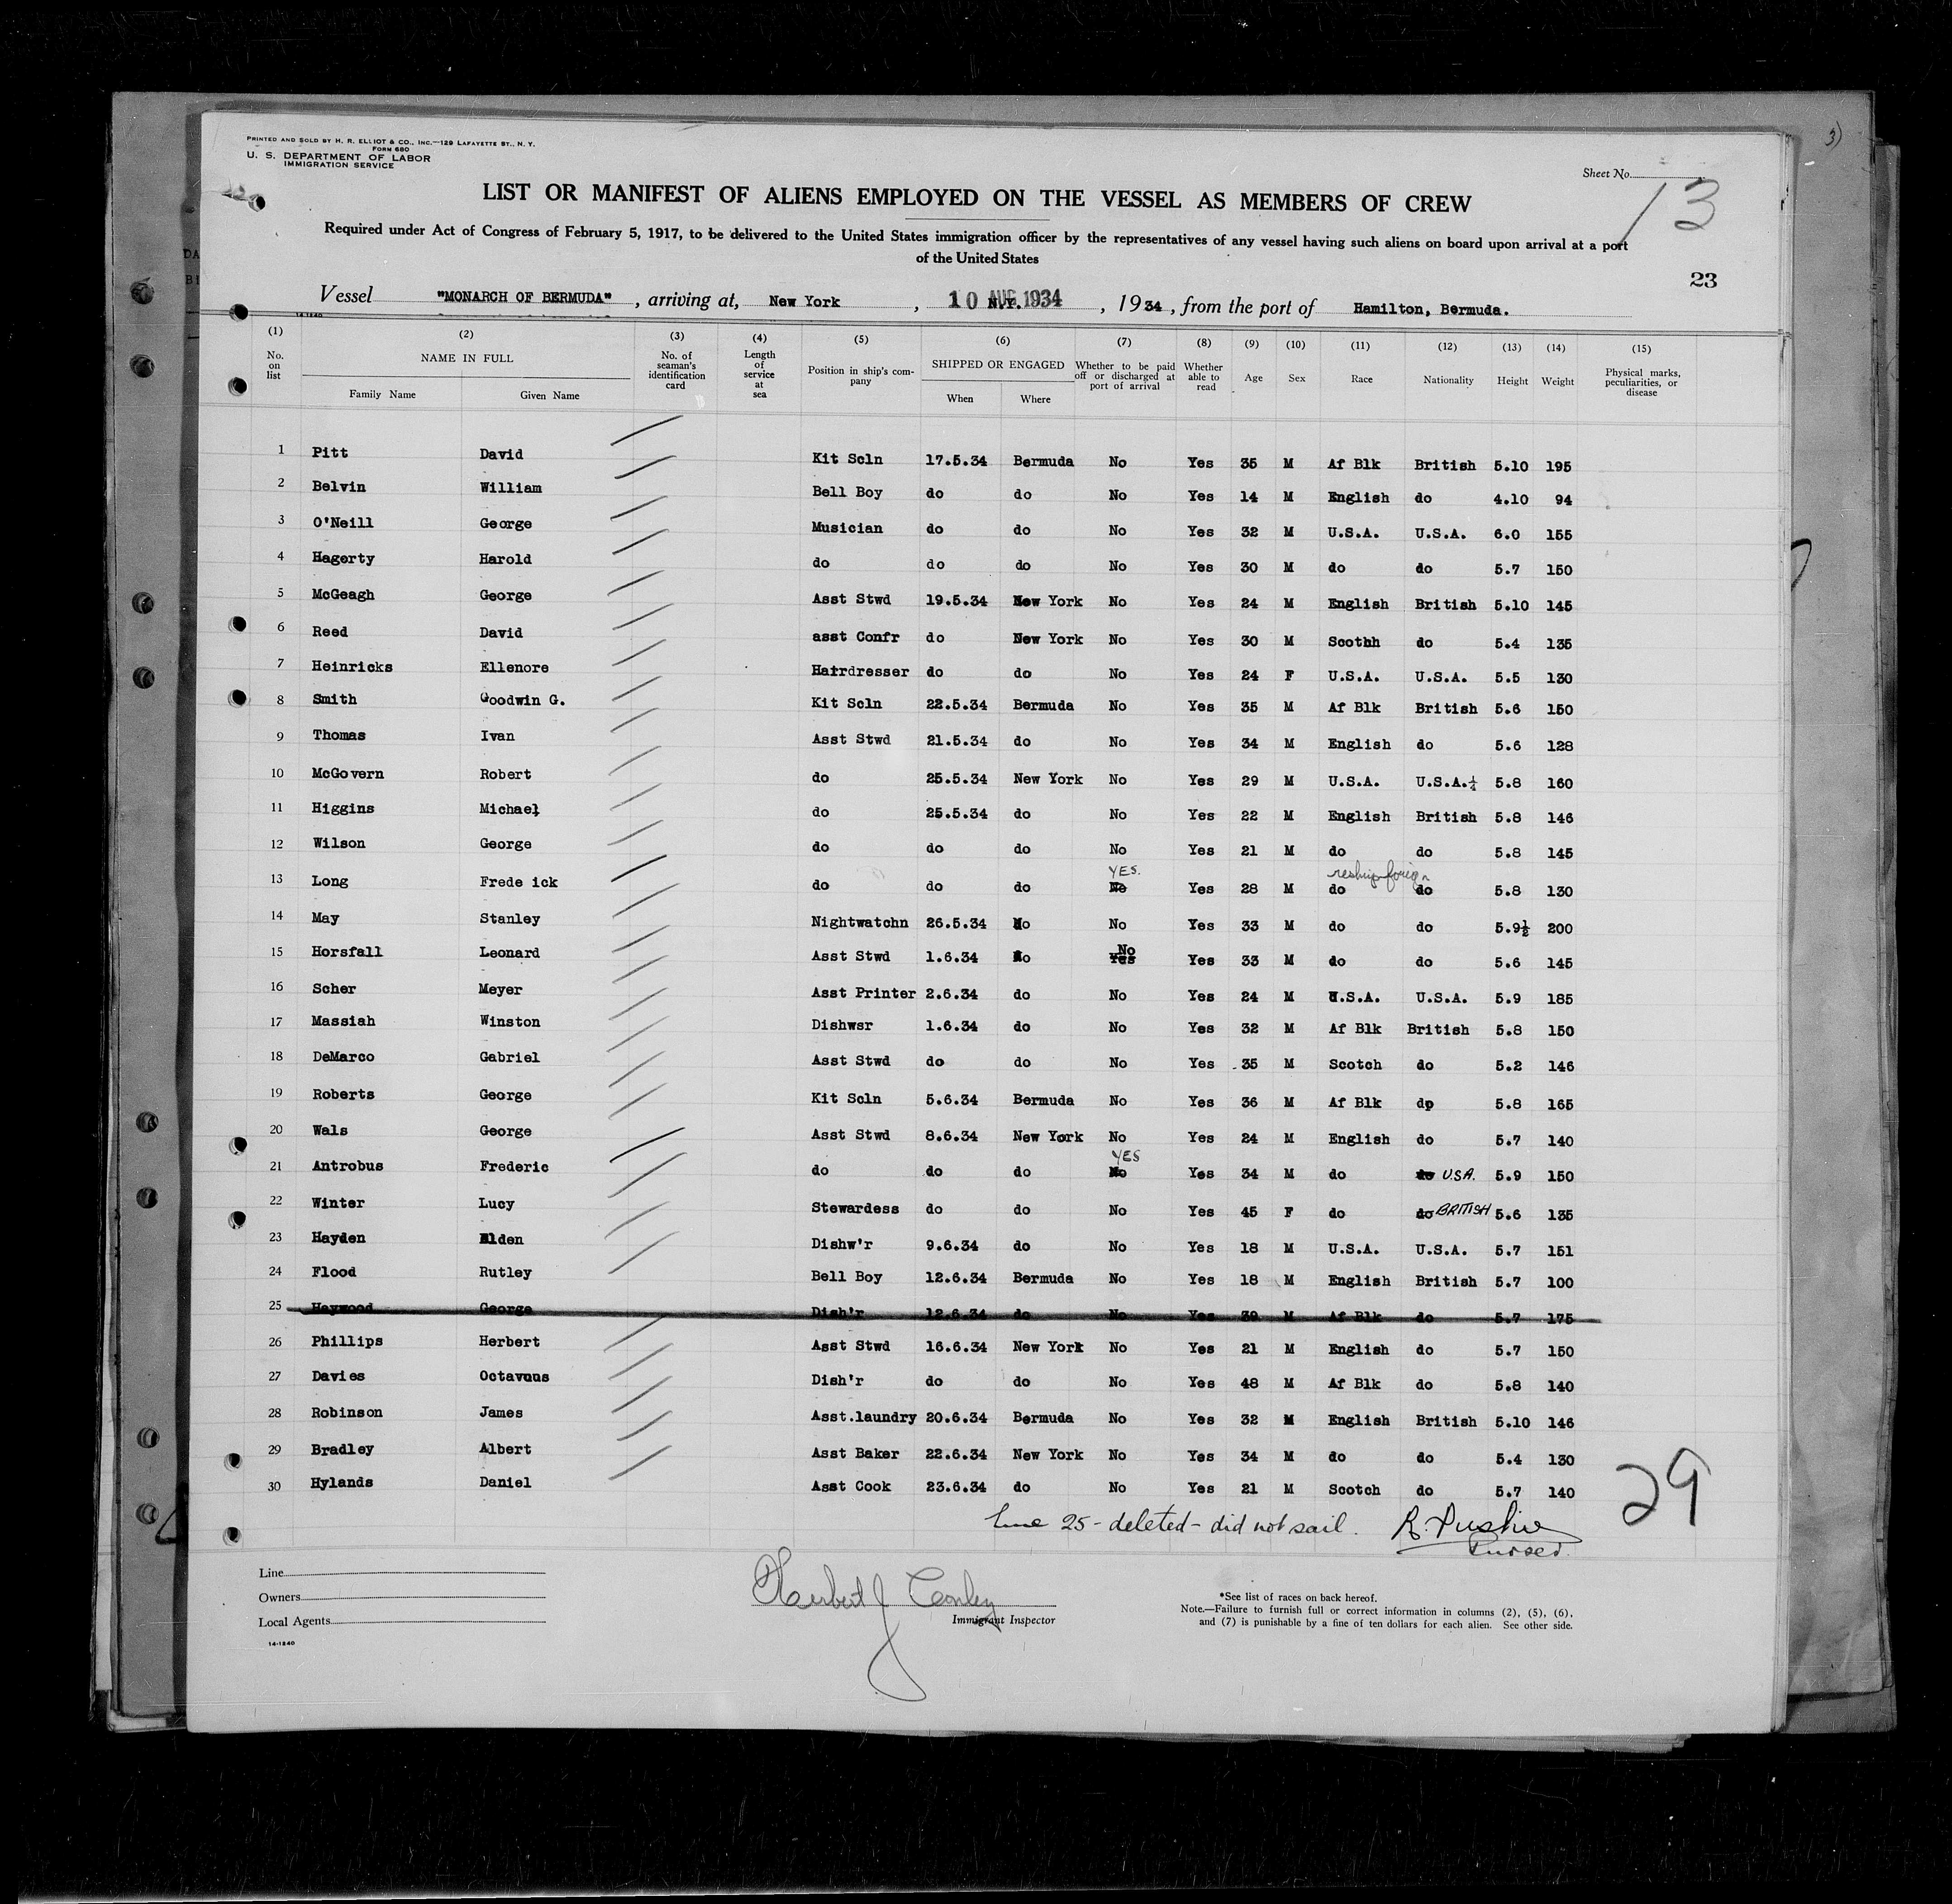 PRINTED AND SOLD BY H. R. ELLIOT & CO., INC.—129 LAFAYETTE ST., N. Y.
FORM 680
U. S. DEPARTMENT OF LABOR
IMMIGRATION SERVICE
Sheet No. 13
LIST OR MANIFEST OF ALIENS EMPLOYED ON THE VESSEL AS MEMBERS OF CREW
Required under Act of Congress of February 5, 1917, to be delivered to the United States immigration officer by the representatives of any vessel having such aliens on board upon arrival at a port
of the United States
23
Vessel "MONARCH OF BERMUDA", arriving at, New York, 10 AUG 1934 N.Y., 1934, from the port of Hamilton, Bermuda.
14-1240
(1) (2) (3) (4) (5) (6) (7) (8) (9) (10) (11) (12) (13) (14) (15)
No. on list NAME IN FULL Family Name Given Name No. of seaman's identification card Length of service at sea Position in ship's company SHIPPED OR ENGAGED When Where Whether to be paid off or discharged at port of arrival Whether able to read Age Sex Race Nationality Height Weight Physical marks, peculiarities, or disease
1 Pitt David Kit Scln 17.5.34 Bermuda No Yes 35 M Af Blk British 5.10 195
2 Belvin William Bell Boy do do No Yes 14 M English do 4.10 94
3 O'Neill George Musician do do No Yes 32 M U.S.A. U.S.A. 6.0 155
4 Hagerty Harold do do do No Yes 30 M do do 5.7 150
5 McGeagh George Asst Stwd 19.5.34 New York No Yes 24 M English British 5.10 145
6 Reed David asst Confr do New York No Yes 30 M Scothh do 5.4 135
7 Heinricks Ellenore Hairdresser do do No Yes 24 F U.S.A. U.S.A. 5.5 130
8 Smith Goodwin G. Kit Scln 22.5.34 Bermuda No Yes 35 M Af Blk British 5.6 150
9 Thomas Ivan Asst Stwd 21.5.34 do No Yes 34 M English do 5.6 128
10 McGovern Robert do 25.5.34 New York No Yes 29 M U.S.A. U.S.A.¼ 5.8 160
11 Higgins Michael do 25.5.34 do No Yes 22 M English British 5.8 146
12 Wilson George do do do No Yes 21 M do do 5.8 145
YES. reship foreign
13 Long Frede ick do do do No Yes 28 M do do 5.8 130
14 May Stanley Nightwatchn 26.5.34 do No Yes 33 M do do 5.9½ 200
No
15 Horsfall Leonard Asst Stwd 1.6.34 do Yes Yes 33 M do do 5.6 145
16 Scher Meyer Asst Printer 2.6.34 do No Yes 24 M U.S.A. U.S.A. 5.9 185
17 Massiah Winston Dishwsr 1.6.34 do No Yes 32 M Af Blk British 5.8 150
18 DeMarco Gabriel Asst Stwd do do No Yes 35 M Scotch do 5.2 146
19 Roberts George Kit Scln 5.6.34 Bermuda No Yes 36 M Af Blk dp 5.8 165
20 Wals George Asst Stwd 8.6.34 New York No Yes 24 M English do 5.7 140
YES
21 Antrobus Frederic do do do No Yes 34 M do do U.S.A. 5.9 150
22 Winter Lucy Stewardess do do No Yes 45 F do do BRITISH 5.6 135
23 Hayden Elden Dishw'r 9.6.34 do No Yes 18 M U.S.A. U.S.A. 5.7 151
24 Flood Rutley Bell Boy 12.6.34 Bermuda No Yes 18 M English British 5.7 100
25 Haywood George Dish'r 12.6.34 do No Yes 39 M Af Blk do 5.7 175
26 Phillips Herbert Asst Stwd 16.6.34 New York No Yes 21 M English do 5.7 150
27 Davies Octavous Dish'r do do No Yes 48 M Af Blk do 5.8 140
28 Robinson James Asst.laundry 20.6.34 Bermuda No Yes 32 M English British 5.10 146
29 Bradley Albert Asst Baker 22.6.34 New York No Yes 34 M do do 5.4 130
30 Hylands Daniel Asst Cook 23.6.34 do No Yes 21 M Scotch do 5.7 140
29
Line 25 - deleted - did not sail. Purser.
Line
Owners
Local Agents
14-1240
Herbert J Conley
Immigrant Inspector
*See list of races on back hereof.
Note.—Failure to furnish full or correct information in columns (2), (5), (6),
and (7) is punishable by a fine of ten dollars for each alien. See other side.